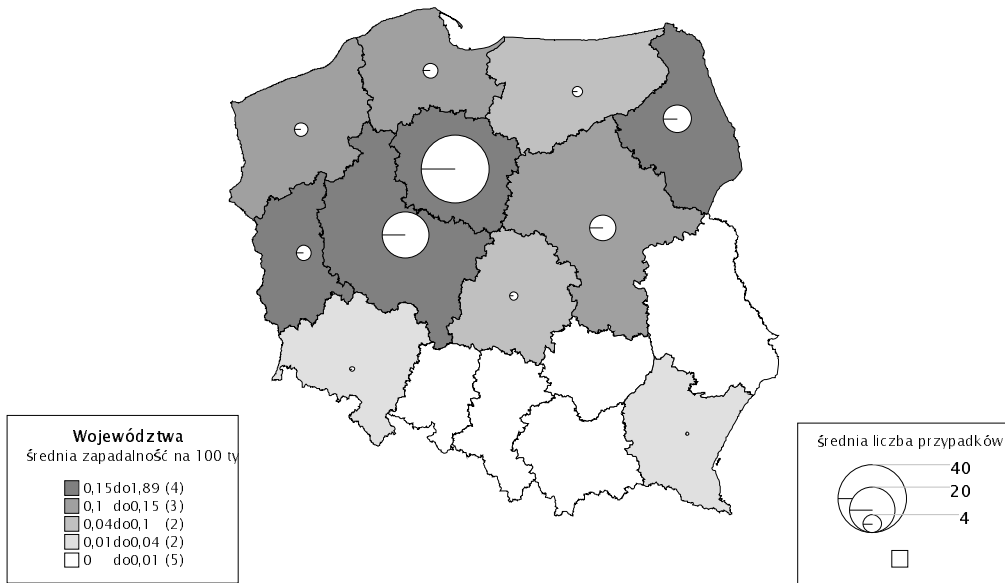 Województwa
średnia zapadalność na 100 ty
0,15do1,89 (4)
0,1 do0,15 (3)
0,04do0,1 (2)
0,01do0,04 (2)
0 do0,01 (5)
średnia liczba przypadków
40
20
4